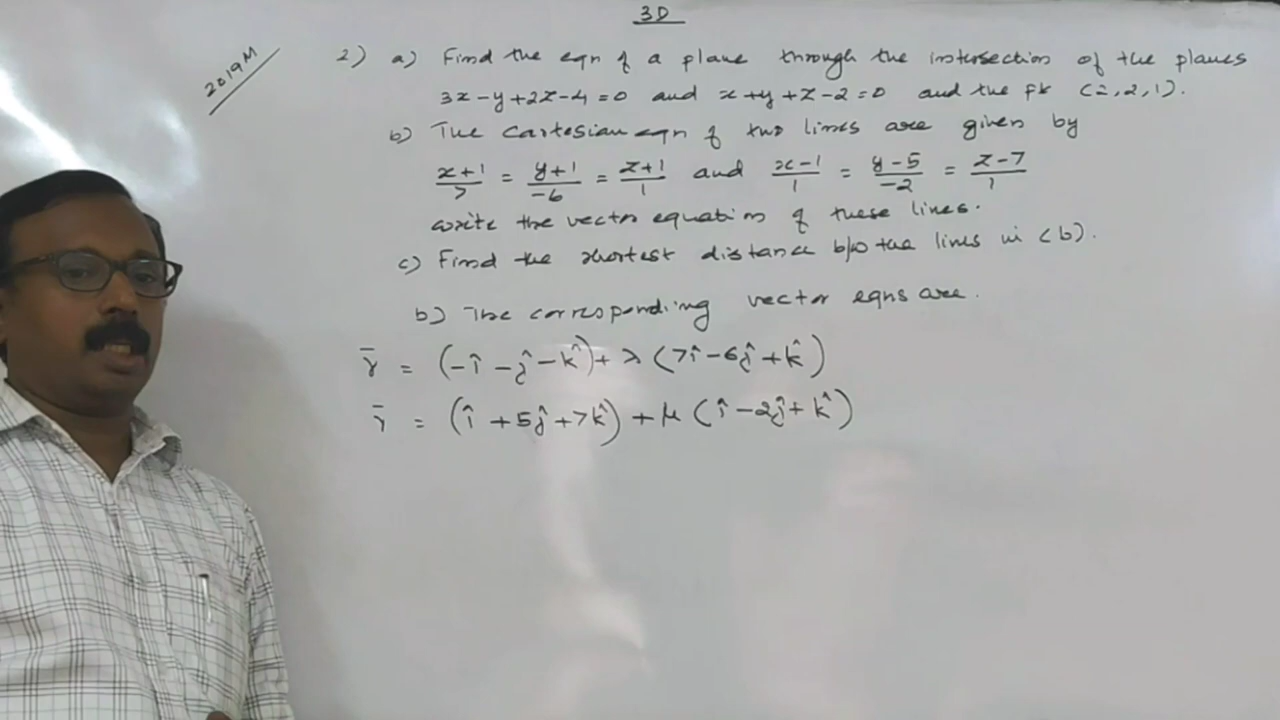 3D
2019 M
2) a) Find the eqn of a plane through the intersection of the planes
3x-y+2z-4=0 and x+y+z-2=0 and the pt (2,2,1).
b) The Cartesian eqn of two lines are given by
x+1/7 = y+1/-6 = z+1/1 and x-1/1 = y-5/-2 = z-7/1
write the vector equation of these lines.
c) Find the shortest distance b/w the lines in (b).
b) The corresponding vector eqns are.
r̄ = (-î -ĵ -k̂) + λ (7î -6ĵ + k̂)
r̄ = (î +5ĵ +7k̂) + μ (î -2ĵ + k̂)